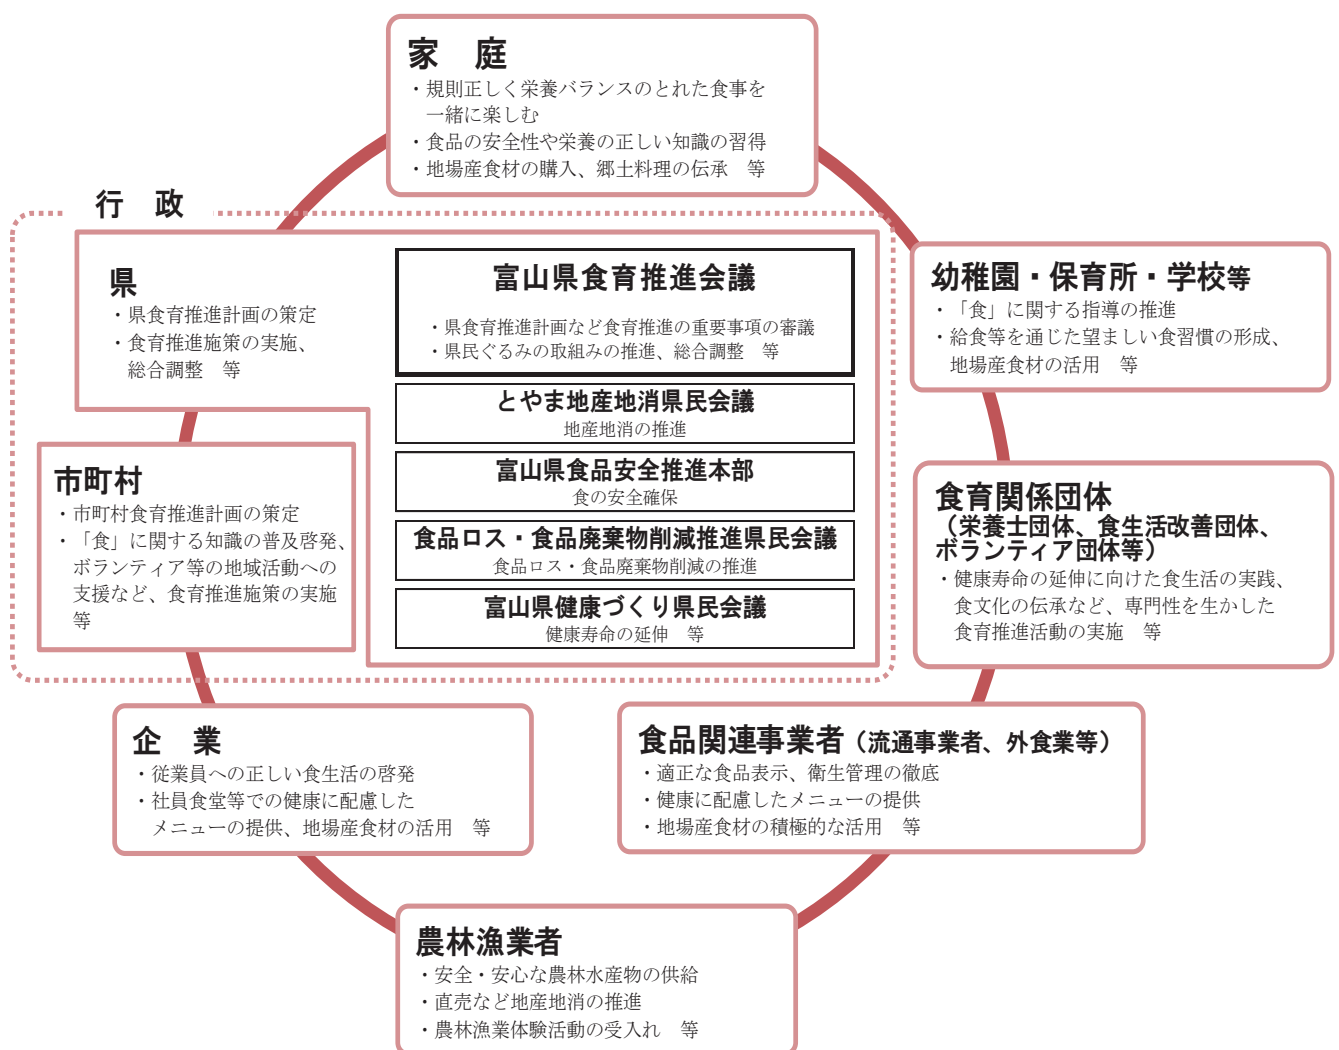 家　庭
・規則正しく栄養バランスのとれた食事を
一緒に楽しむ
・食品の安全性や栄養の正しい知識の習得
・地場産食材の購入、郷土料理の伝承　等
行　政
県
・県食育推進計画の策定
・食育推進施策の実施、
総合調整　等
富山県食育推進会議
・県食育推進計画など食育推進の重要事項の審議
・県民ぐるみの取組みの推進、総合調整　等
とやま地産地消県民会議
地産地消の推進
富山県食品安全推進本部
食の安全確保
食品ロス・食品廃棄物削減推進県民会議
食品ロス・食品廃棄物削減の推進
富山県健康づくり県民会議
健康寿命の延伸　等
市町村
・市町村食育推進計画の策定
・「食」に関する知識の普及啓発、
ボランティア等の地域活動への
支援など、食育推進施策の実施
等
幼稚園・保育所・学校等
・「食」に関する指導の推進
・給食等を通じた望ましい食習慣の形成、
地場産食材の活用　等
食育関係団体
（栄養士団体、食生活改善団体、
ボランティア団体等）
・健康寿命の延伸に向けた食生活の実践、
食文化の伝承など、専門性を生かした
食育推進活動の実施　等
企　業
・従業員への正しい食生活の啓発
・社員食堂等での健康に配慮した
メニューの提供、地場産食材の活用　等
食品関連事業者（流通事業者、外食業等）
・適正な食品表示、衛生管理の徹底
・健康に配慮したメニューの提供
・地場産食材の積極的な活用　等
農林漁業者
・安全・安心な農林水産物の供給
・直売など地産地消の推進
・農林漁業体験活動の受入れ　等